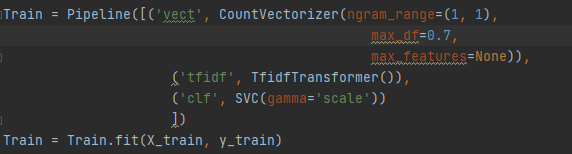 Train = Pipeline([('vect', CountVectorizer(ngram_range=(1, 1),
max_df=0.7,
max_features=None)),
('tfidf', TfidfTransformer()),
('clf', SVC(gamma='scale'))
])
Train = Train.fit(X_train, y_train)